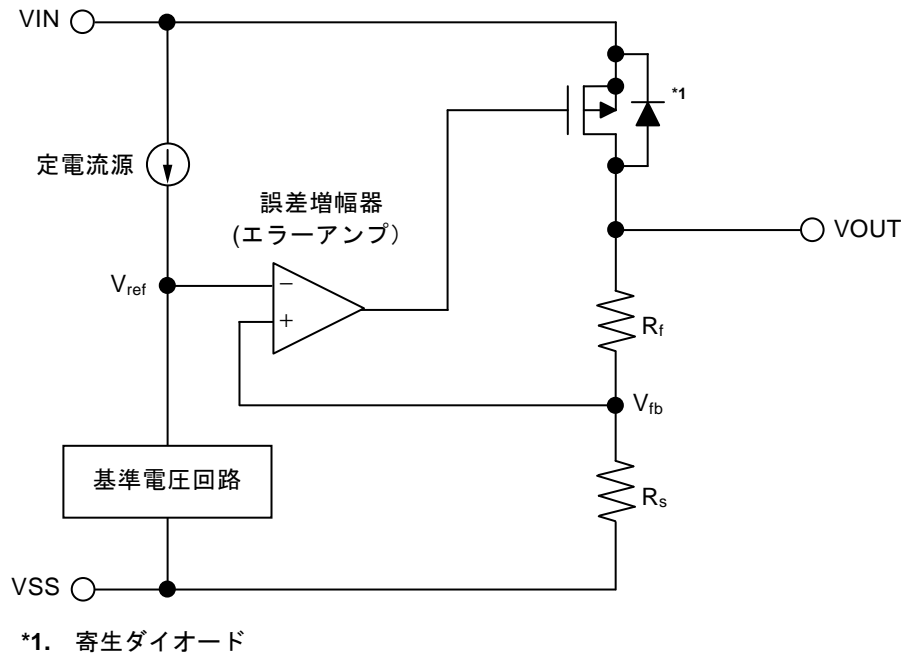 VIN
*1
定電流源
誤差増幅器
(エラーアンプ）
VOUT
Vref
−
+
Rf
Vfb
基準電圧回路
Rs
VSS
*1. 寄生ダイオード